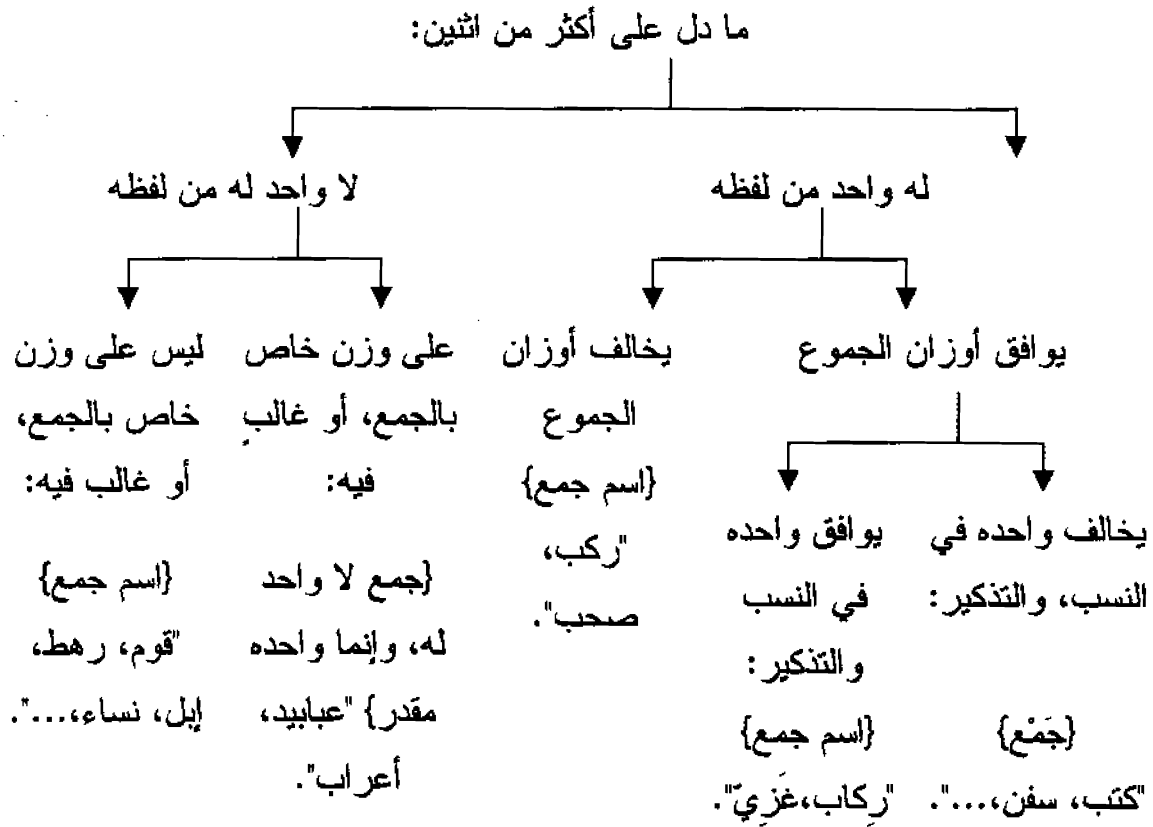 ما دل على أكثر من اثنين:
له واحد من لفظه
لا واحد له من لفظه
يوافق أوزان الجموع
يخالف أوزان
الجموع
{اسم جمع}
"ركب،
صحب".
على وزن خاص
بالجمع، أو غالبٍ
فيه:
{جمع لا واحد
له، وإنما واحده
مقدر} "عبابيد،
أعراب".
ليس على وزن
خاص بالجمع،
أو غالب فيه:
{اسم جمع}
"قوم، رهط،
إبل، نساء،...".
يخالف واحده في
النسب، والتذكير:
{جَمْع}
"كتب، سفن،...".
يوافق واحده
في النسب
والتذكير:
{اسم جمع}
"رِكاب،غَزِيّ".